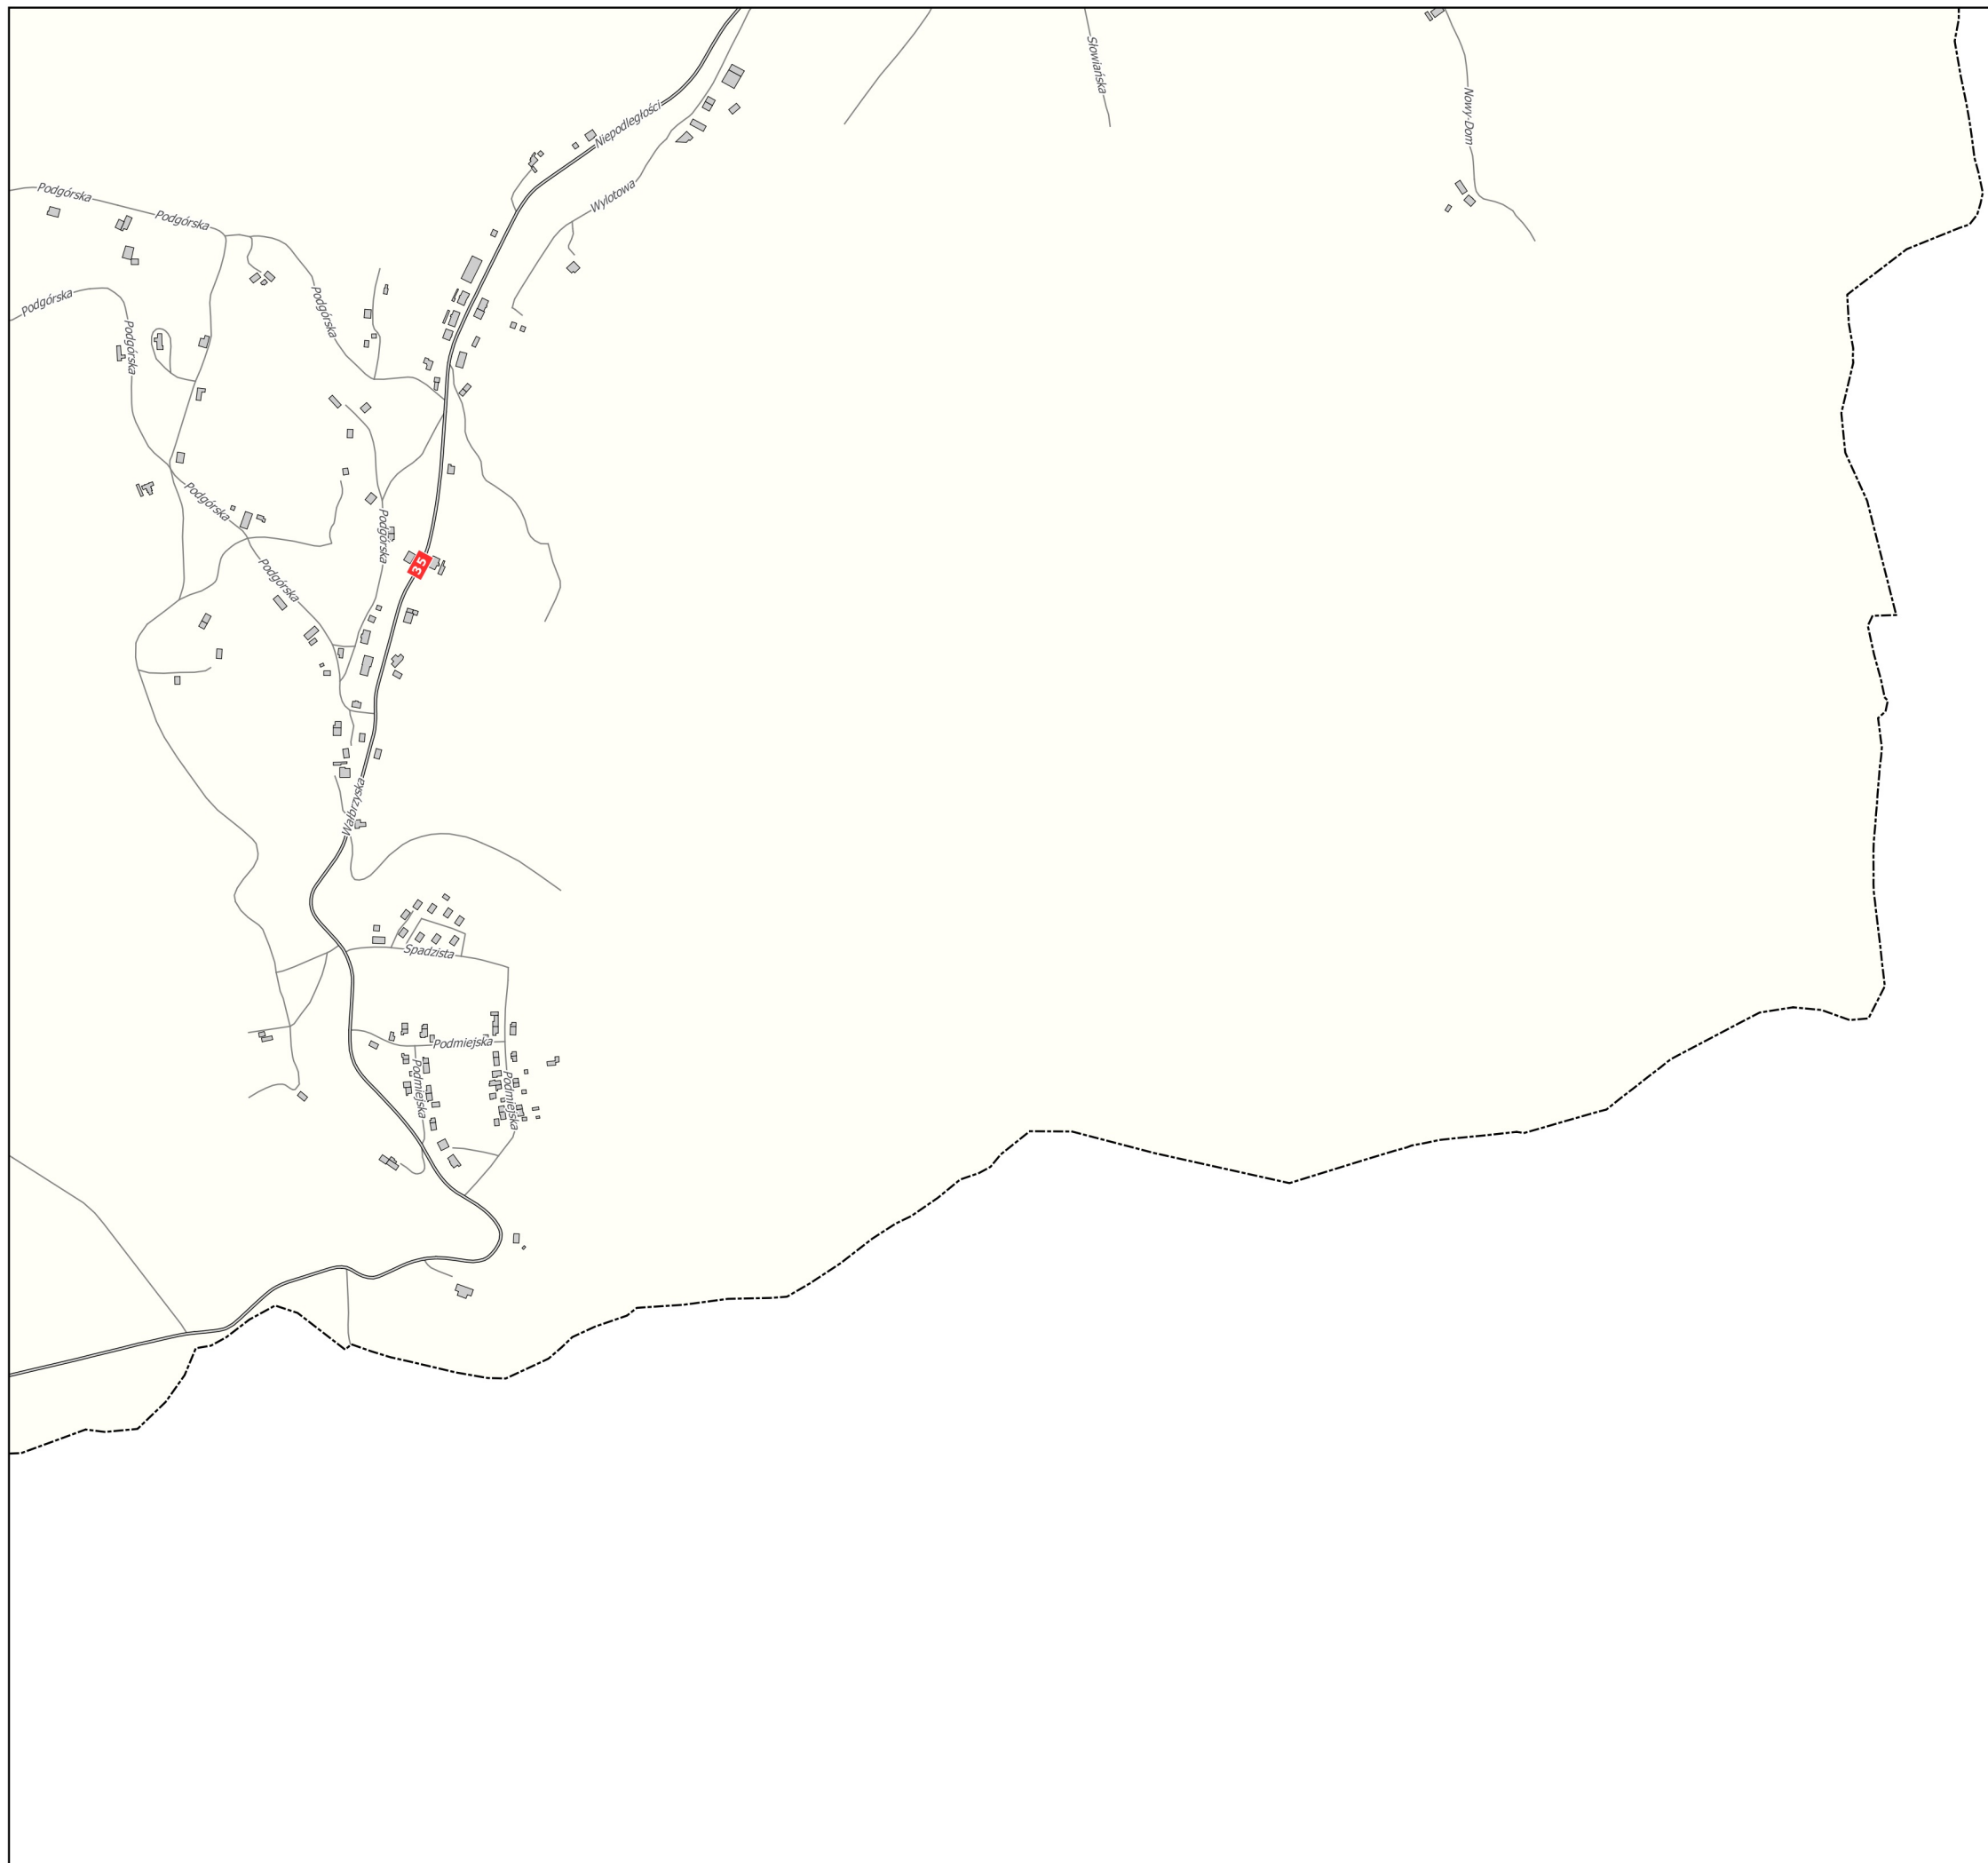 Słowiańska
Nowy-Dom
Niepodległości
Podgórska
Wylotowa
Podgórska
Podgórska
Podgórska
Podgórska
Podgórska
Podgórska
35
Podgórska
Wałbrzyska
Spadzista
Podmiejska
Podmiejska
Podmiejska